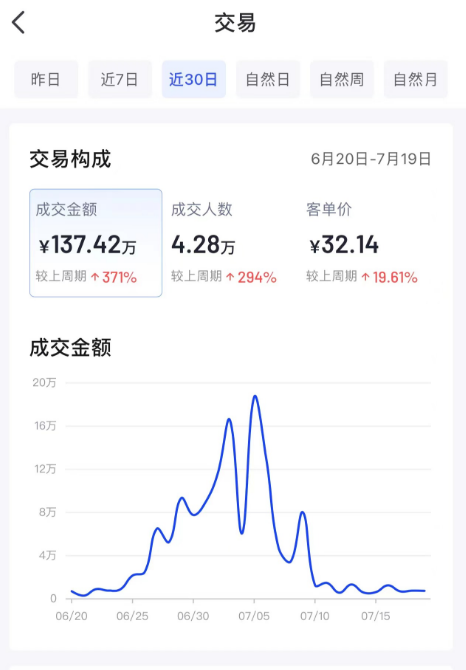 交易
昨日 近7日 近30日 自然日 自然周 自然月
交易构成 6月20日-7月19日
成交金额 成交人数 客单价
¥137.42万 4.28万 ¥32.14
较上周期↑371% 较上周期↑294% 较上周期↑19.61%
成交金额
20万
16万
12万
8万
4万
0
06/20 06/25 06/30 07/05 07/10 07/15